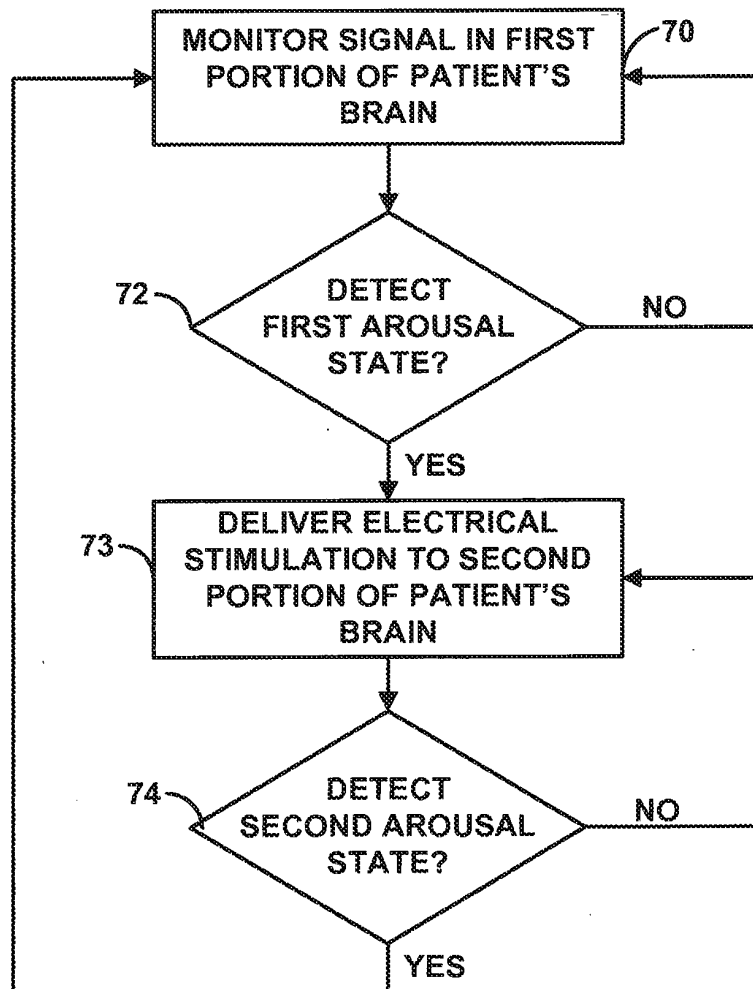 MONITOR SIGNAL IN FIRST
PORTION OF PATIENT'S
BRAIN
70
72
DETECT
FIRST AROUSAL
STATE?
NO
YES
73
DELIVER ELECTRICAL
STIMULATION TO SECOND
PORTION OF PATIENT'S
BRAIN
74
DETECT
SECOND AROUSAL
STATE?
NO
YES